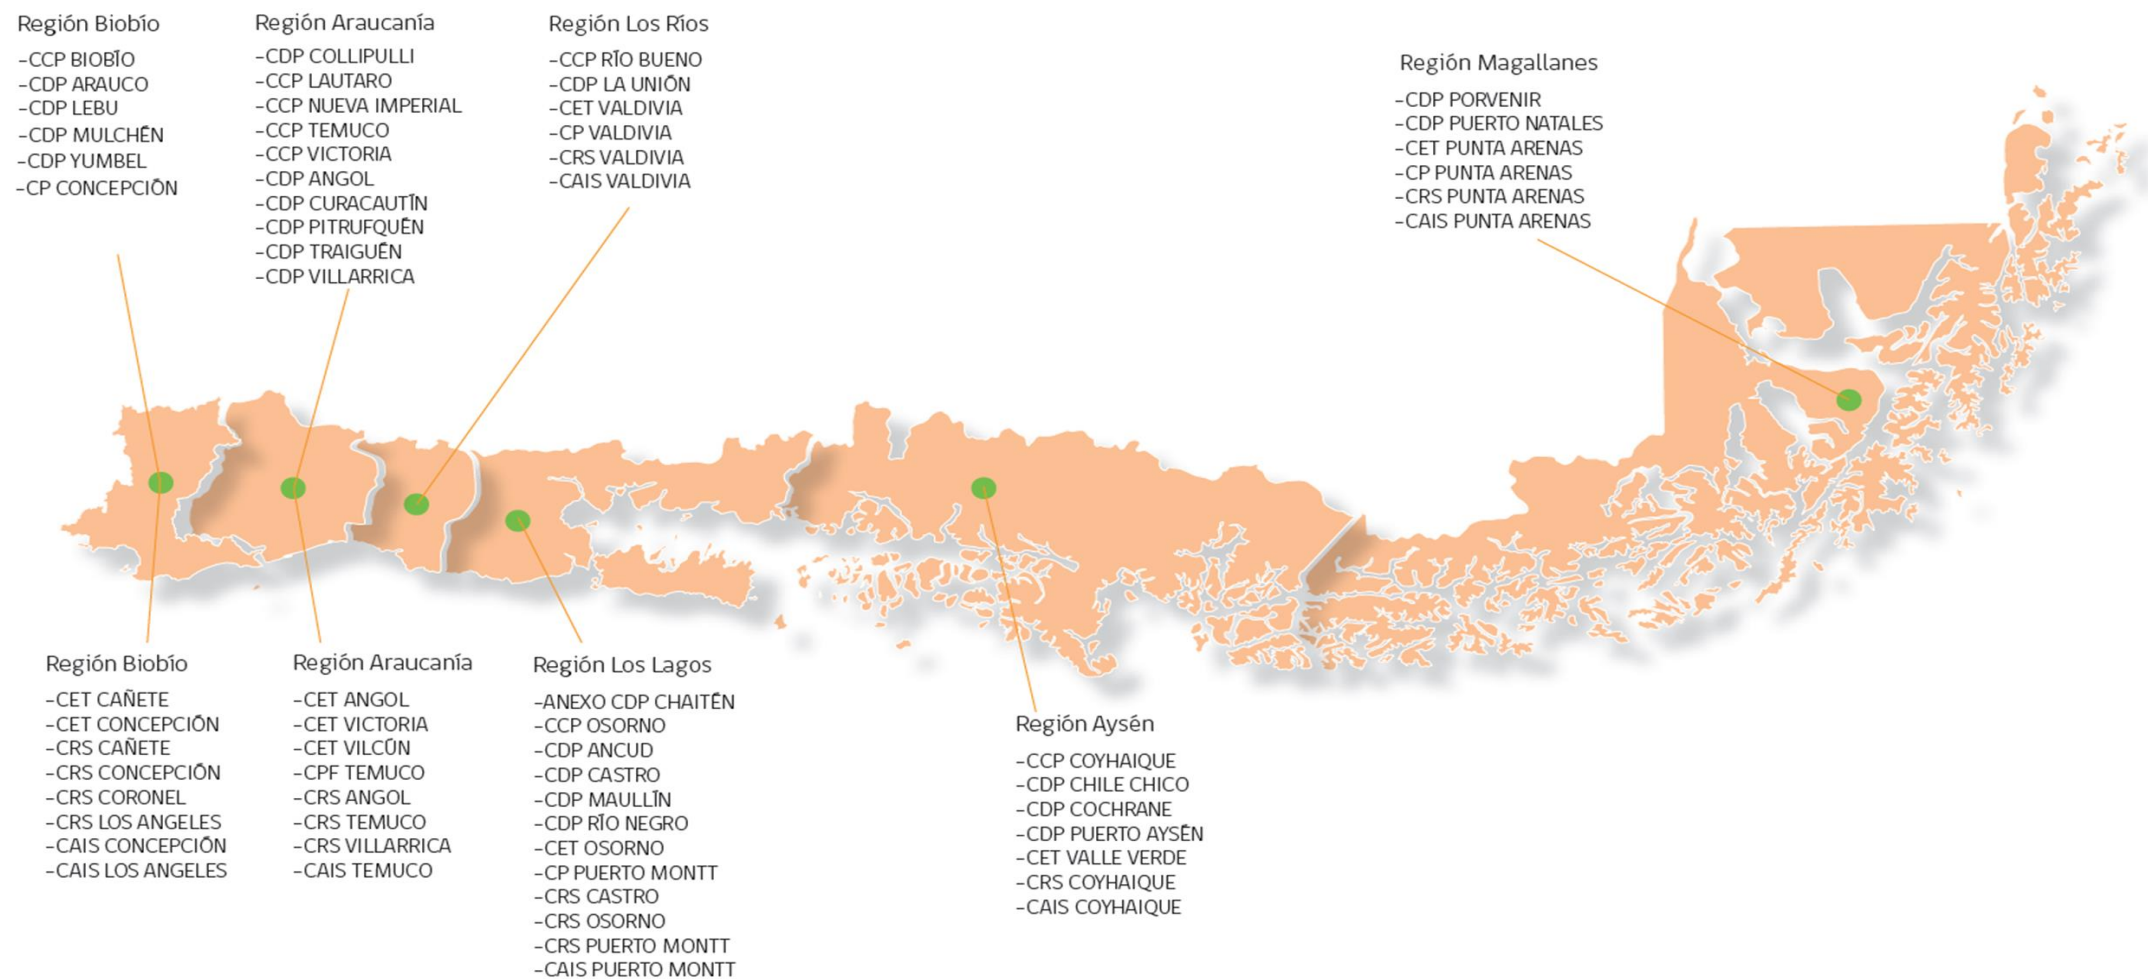 Región Biobío
-CCP BIOBÍO
-CDP ARAUCO
-CDP LEBU
-CDP MULCHÉN
-CDP YUMBEL
-CP CONCEPCIÓN
Región Araucanía
-CDP COLLIPULLI
-CCP LAUTARO
-CCP NUEVA IMPERIAL
-CCP TEMUCO
-CCP VICTORIA
-CDP ANGOL
-CDP CURACAUTÍN
-CDP PITRUFQUÉN
-CDP TRAIGUÉN
-CDP VILLARRICA
Región Los Ríos
-CCP RÍO BUENO
-CDP LA UNIÓN
-CET VALDIVIA
-CP VALDIVIA
-CRS VALDIVIA
-CAIS VALDIVIA
Región Magallanes
-CDP PORVENIR
-CDP PUERTO NATALES
-CET PUNTA ARENAS
-CP PUNTA ARENAS
-CRS PUNTA ARENAS
-CAIS PUNTA ARENAS
Región Biobío
-CET CAÑETE
-CET CONCEPCIÓN
-CRS CAÑETE
-CRS CONCEPCIÓN
-CRS CORONEL
-CRS LOS ANGELES
-CAIS CONCEPCIÓN
-CAIS LOS ANGELES
Región Araucanía
-CET ANGOL
-CET VICTORIA
-CET VILCÚN
-CPF TEMUCO
-CRS ANGOL
-CRS TEMUCO
-CRS VILLARRICA
-CAIS TEMUCO
Región Los Lagos
-ANEXO CDP CHAITÉN
-CCP OSORNO
-CDP ANCUD
-CDP CASTRO
-CDP MAULLÍN
-CDP RÍO NEGRO
-CET OSORNO
-CP PUERTO MONTT
-CRS CASTRO
-CRS OSORNO
-CRS PUERTO MONTT
-CAIS PUERTO MONTT
Región Aysén
-CCP COYHAIQUE
-CDP CHILE CHICO
-CDP COCHRANE
-CDP PUERTO AYSÉN
-CET VALLE VERDE
-CRS COYHAIQUE
-CAIS COYHAIQUE